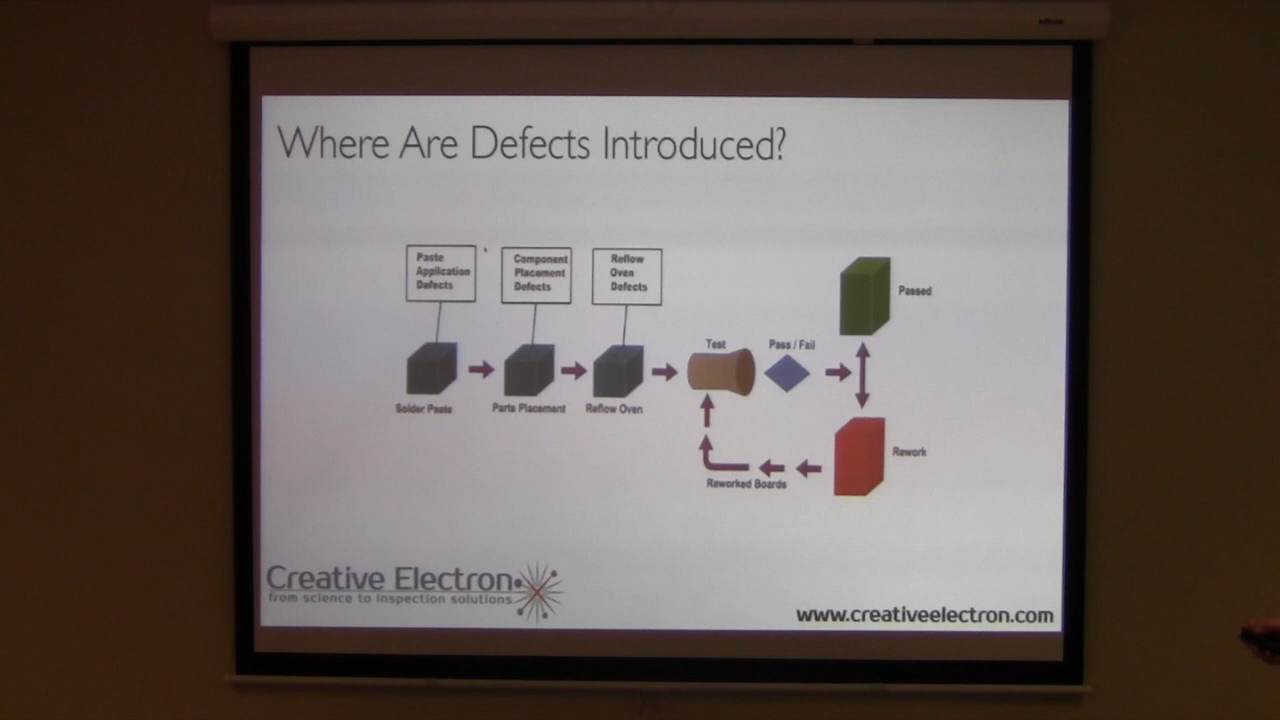 Where Are Defects Introduced?
Paste
Application
Defects
Component
Placement
Defects
Reflow
Oven
Defects
Passed
Test
Pass / Fail
Solder Paste
Parts Placement
Reflow Oven
Rework
Reworked Boards
Creative Electron
from science to inspection solutions
www.creativeelectron.com